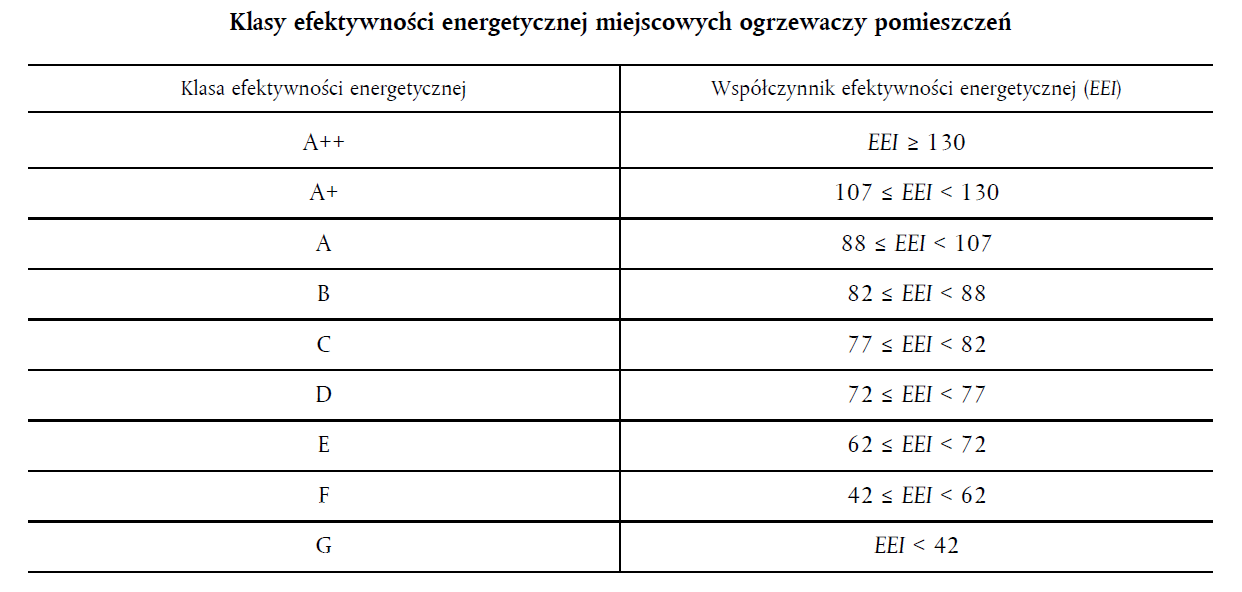 Klasy efektywności energetycznej miejscowych ogrzewaczy pomieszczeń
Klasa efektywności energetycznej Współczynnik efektywności energetycznej (EEI)
A++ EEI ≥ 130
A+ 107 ≤ EEI < 130
A 88 ≤ EEI < 107
B 82 ≤ EEI < 88
C 77 ≤ EEI < 82
D 72 ≤ EEI < 77
E 62 ≤ EEI < 72
F 42 ≤ EEI < 62
G EEI < 42